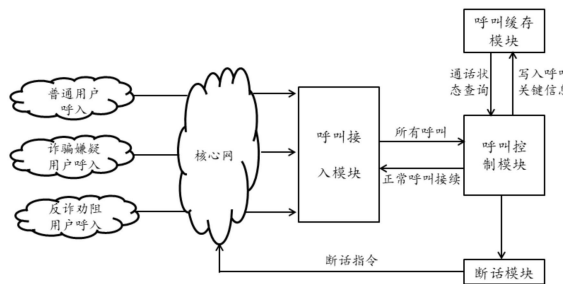 呼叫缓存
模块
普通用户
呼入
通话状
态查询
写入呼叫
关键信息
诈骗嫌疑
用户呼入
核心网
呼叫接
入模块
所有呼叫
呼叫控
制模块
正常呼叫接续
反诈劝阻
用户呼入
断话指令
断话模块